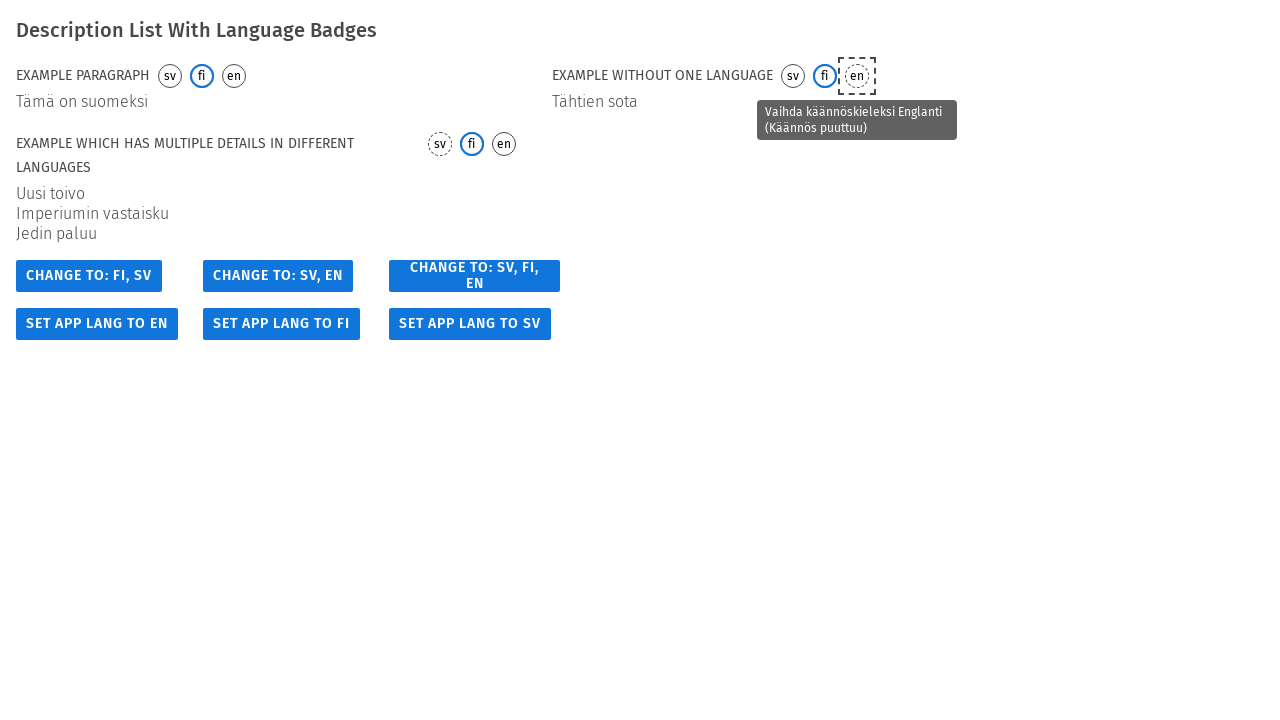 Description List With Language Badges
EXAMPLE PARAGRAPH sv fi en
Tämä on suomeksi
EXAMPLE WITHOUT ONE LANGUAGE sv fi en
Tähtien sota
Vaihda käännöskieleksi Englanti
(Käännös puuttuu)
EXAMPLE WHICH HAS MULTIPLE DETAILS IN DIFFERENT sv fi en
LANGUAGES
Uusi toivo
Imperiumin vastaisku
Jedin paluu
CHANGE TO: FI, SV
CHANGE TO: SV, EN
CHANGE TO: SV, FI,
EN
SET APP LANG TO EN
SET APP LANG TO FI
SET APP LANG TO SV